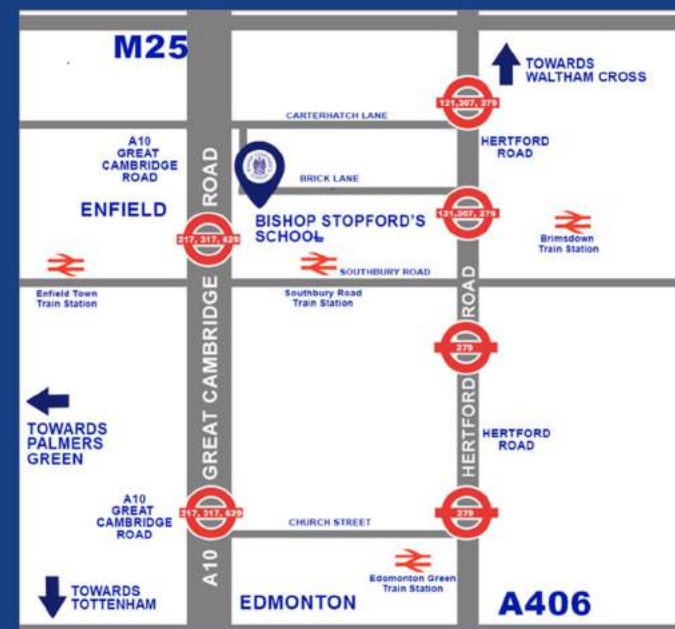 M25
TOWARDS
WALTHAM CROSS
121,307, 279
CARTERHATCH LANE
A10
GREAT
CAMBRIDGE
ROAD
HERTFORD
ROAD
BRICK LANE
ENFIELD
BISHOP STOPFORD'S
SCHOOL
121,307, 279
217, 317, 629
Brimsdown
Train Station
SOUTHBURY ROAD
Enfield Town
Train Station
Southbury Road
Train Station
A10 GREAT CAMBRIDGE ROAD
HERTFORD ROAD
279
TOWARDS
PALMERS
GREEN
HERTFORD
ROAD
A10
GREAT
CAMBRIDGE
ROAD
217, 317, 629
279
CHURCH STREET
Edomonton Green
Train Station
TOWARDS
TOTTENHAM
EDMONTON
A406